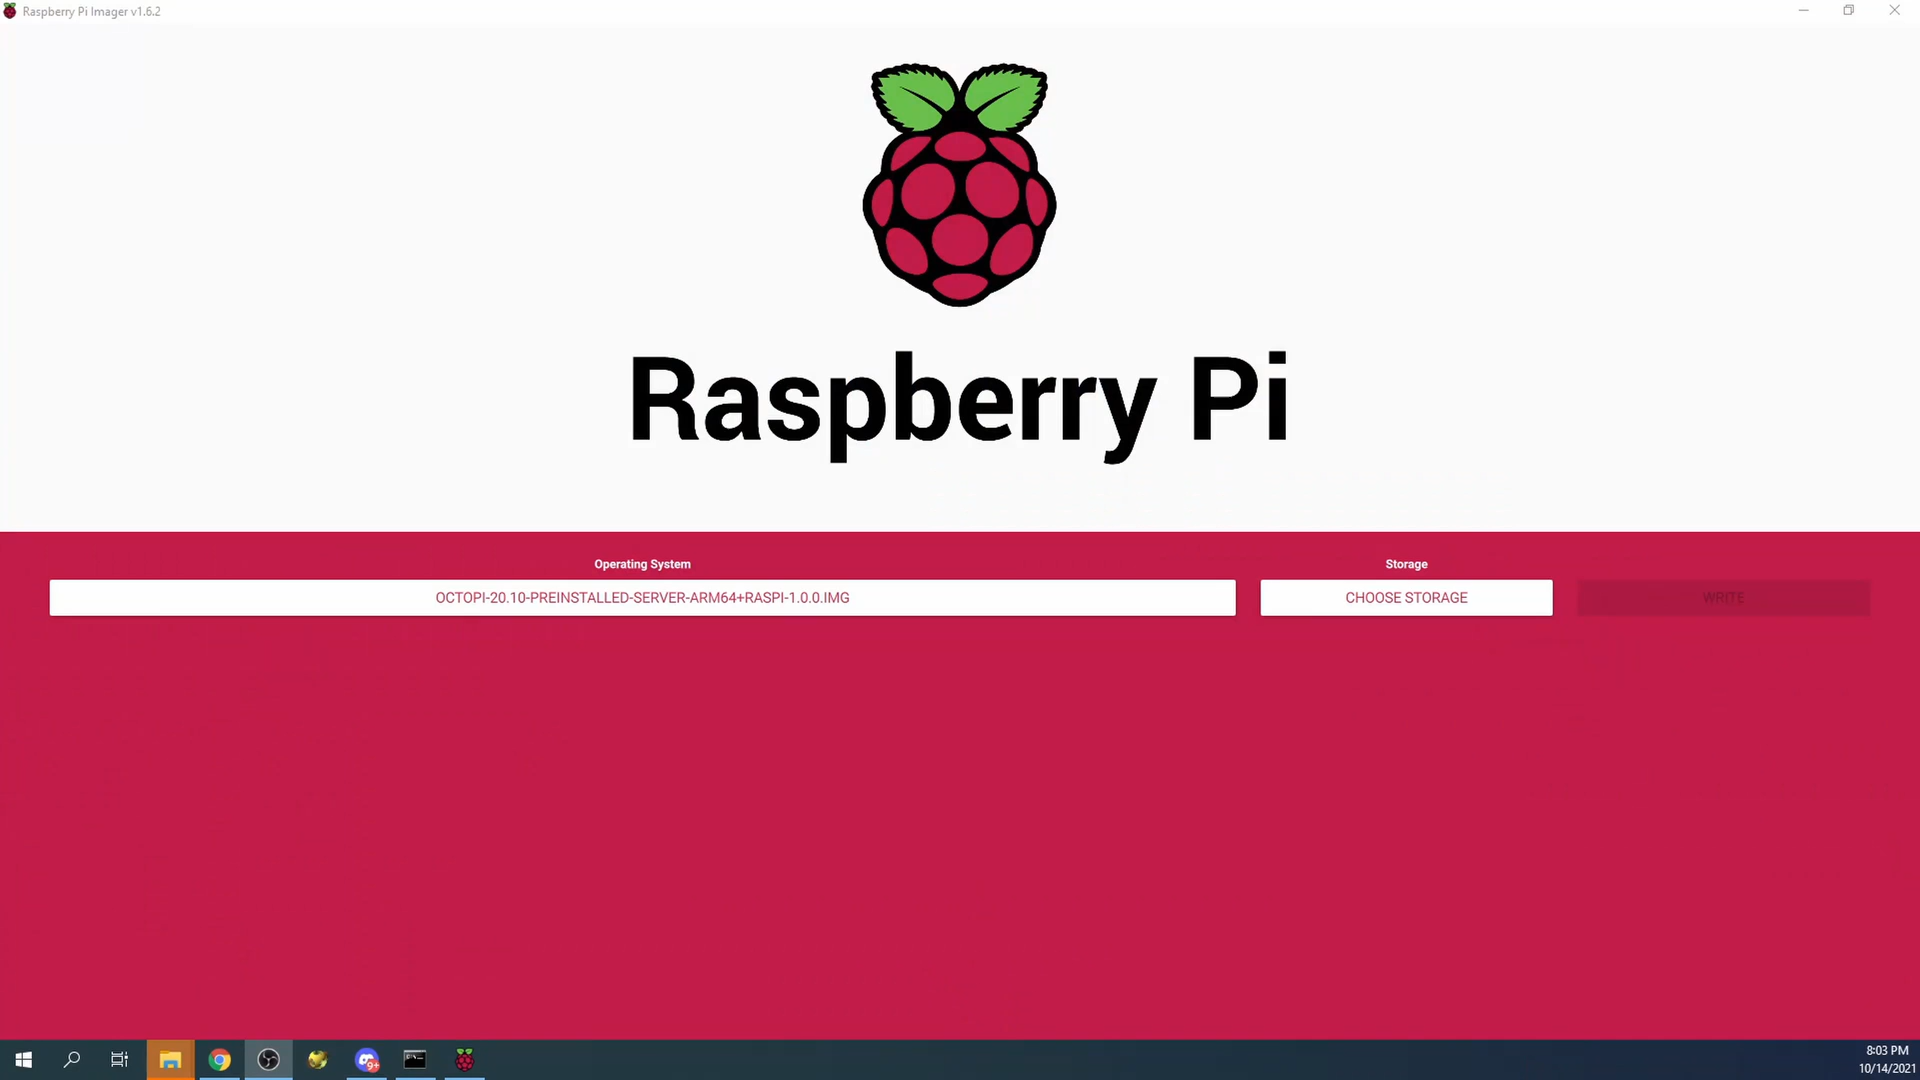 Raspberry Pi Imager v1.6.2
Raspberry Pi
Operating System
Storage
OCTOPI-20.10-PREINSTALLED-SERVER-ARM64+RASPI-1.0.0.IMG
CHOOSE STORAGE
WRITE
9+
8:03 PM
10/14/2021